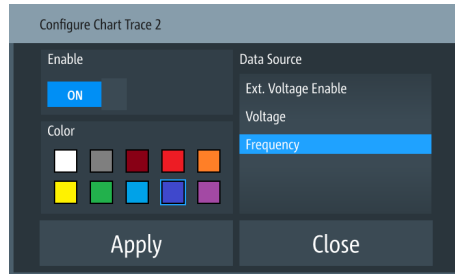 Configure Chart Trace 2
Enable
ON
Color
Data Source
Ext. Voltage Enable
Voltage
Frequency
Apply
Close